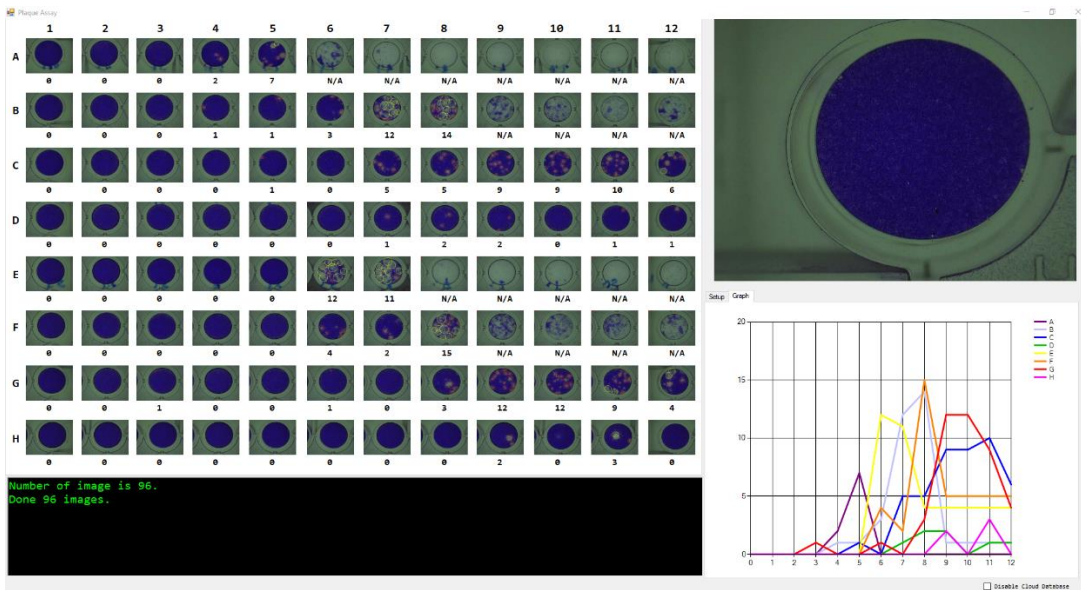 Plaque Assay
1 2 3 4 5 6 7 8 9 10 11 12
A
0 0 0 2 7 N/A N/A N/A N/A N/A N/A N/A
B
0 0 0 1 1 3 12 14 N/A N/A N/A N/A
C
0 0 0 0 1 0 5 5 9 9 10 6
D
0 0 0 0 0 0 1 2 2 0 1 1
E
0 0 0 0 0 12 11 N/A N/A N/A N/A N/A
F
0 0 0 0 0 4 2 15 N/A N/A N/A N/A
G
0 0 1 0 0 1 0 3 12 12 9 4
H
0 0 0 0 0 0 0 0 2 0 3 0
Number of image is 96.
Done 96 images.
Setup Graph
20
15
10
5
0
0 1 2 3 4 5 6 7 8 9 10 11 12
A
B
C
D
E
F
G
H
Disable Cloud Database